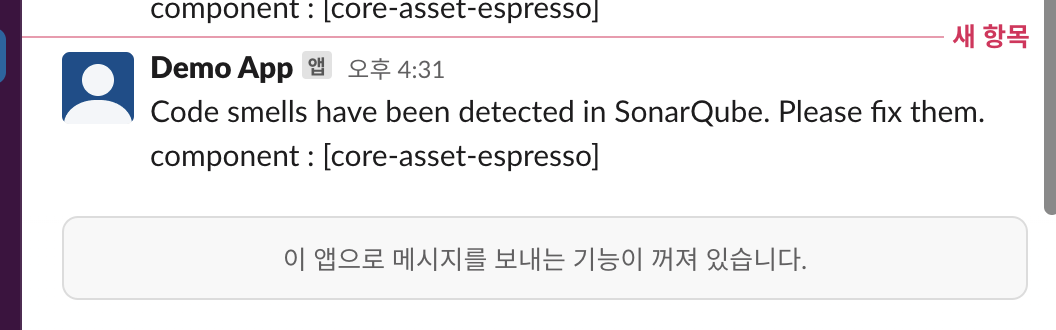 component : [core-asset-espresso]
새 항목
Demo App 앱 오후 4:31
Code smells have been detected in SonarQube. Please fix them.
component : [core-asset-espresso]
이 앱으로 메시지를 보내는 기능이 꺼져 있습니다.